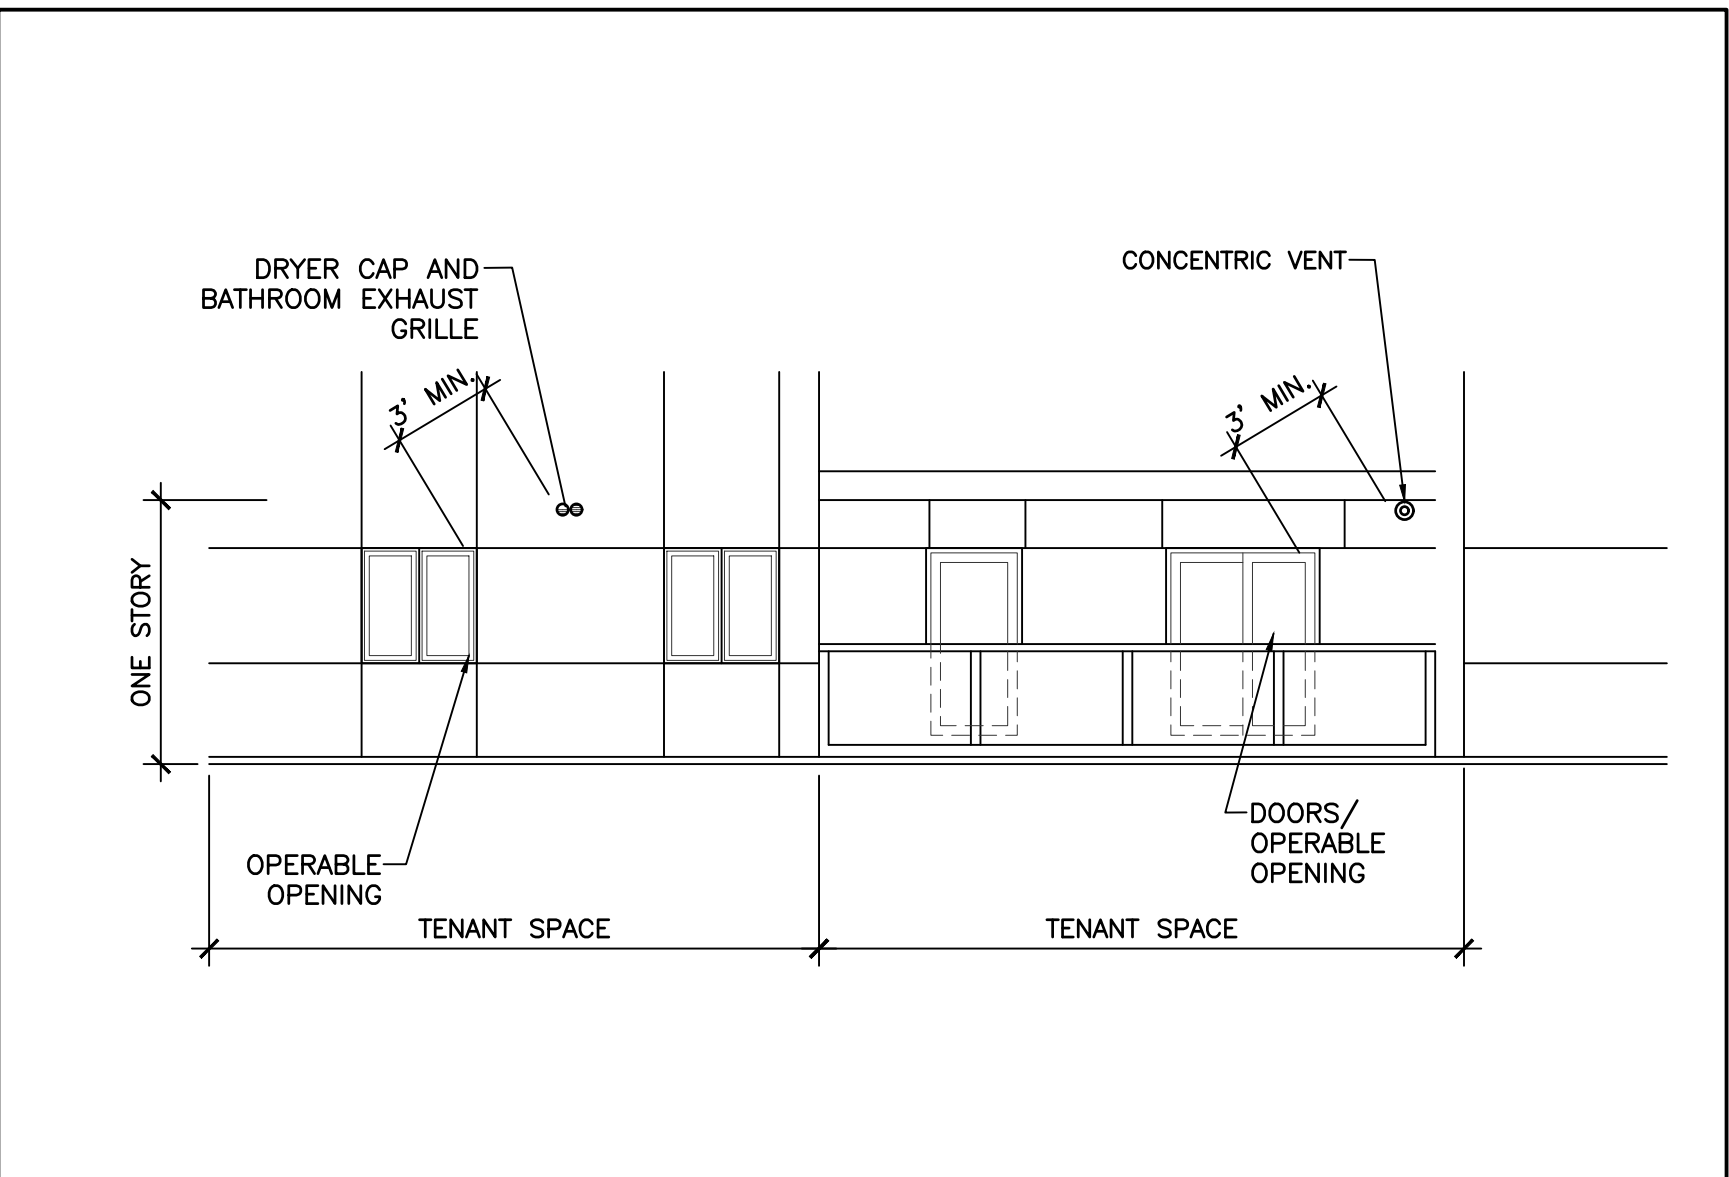 DRYER CAP AND
BATHROOM EXHAUST
GRILLE
CONCENTRIC VENT
3' MIN.
3' MIN.
ONE STORY
OPERABLE
OPENING
DOORS/
OPERABLE
OPENING
TENANT SPACE
TENANT SPACE